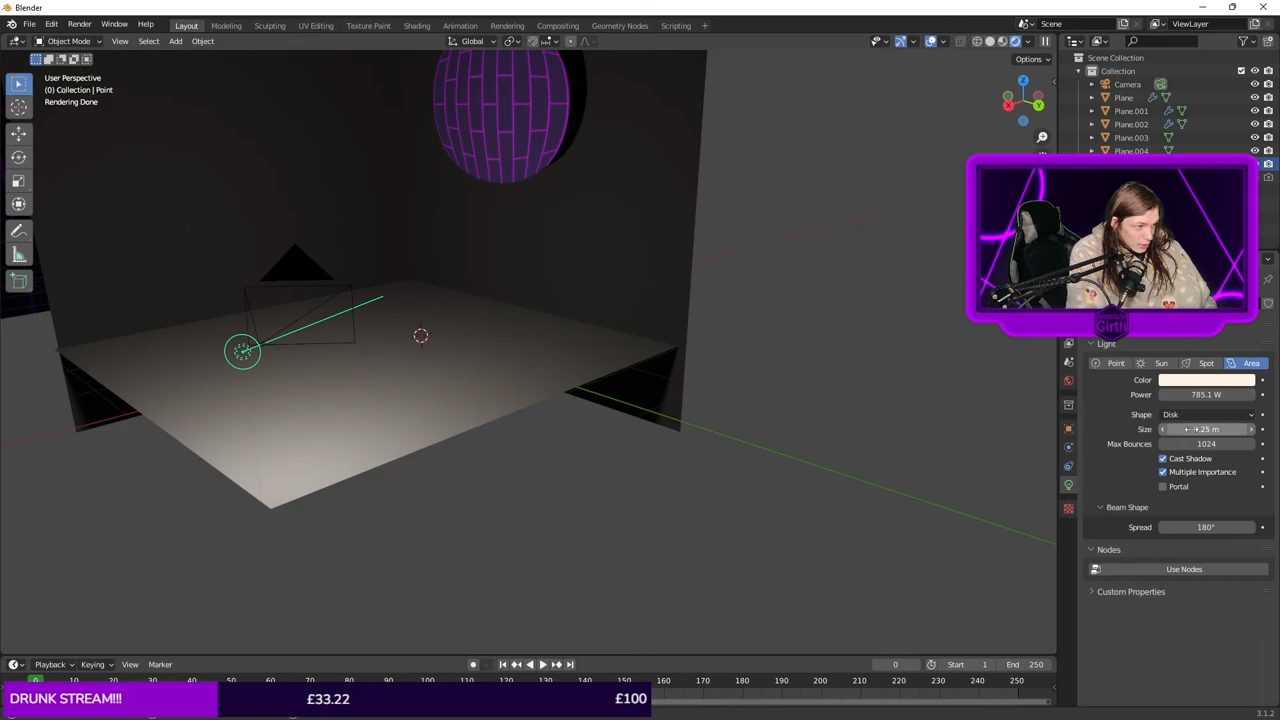 Blender
File Edit Render Window Help
Layout Modeling Sculpting UV Editing Texture Paint Shading Animation Rendering Compositing Geometry Nodes Scripting +
Scene
ViewLayer
Object Mode View Select Add Object
Global
Options
User Perspective
(0) Collection | Point
Rendering Done
Z
X
Y
Scene Collection
Collection
Camera
Plane
Plane.001
Plane.002
Plane.003
Plane.004
Girth
Light
Point Sun Spot Area
Color
Power 785.1 W
Shape Disk
Size .25 m
Max Bounces 1024
Cast Shadow
Multiple Importance
Portal
Beam Shape
Spread 180°
Nodes
Use Nodes
Custom Properties
Playback Keying View Marker
0 Start 1 End 250
0 50 60 70 80 90 100 110 120 130 140 150 160 170 180 190 200 210 220 230 240 250
DRUNK STREAM!!! £33.22 £100
3.1.2